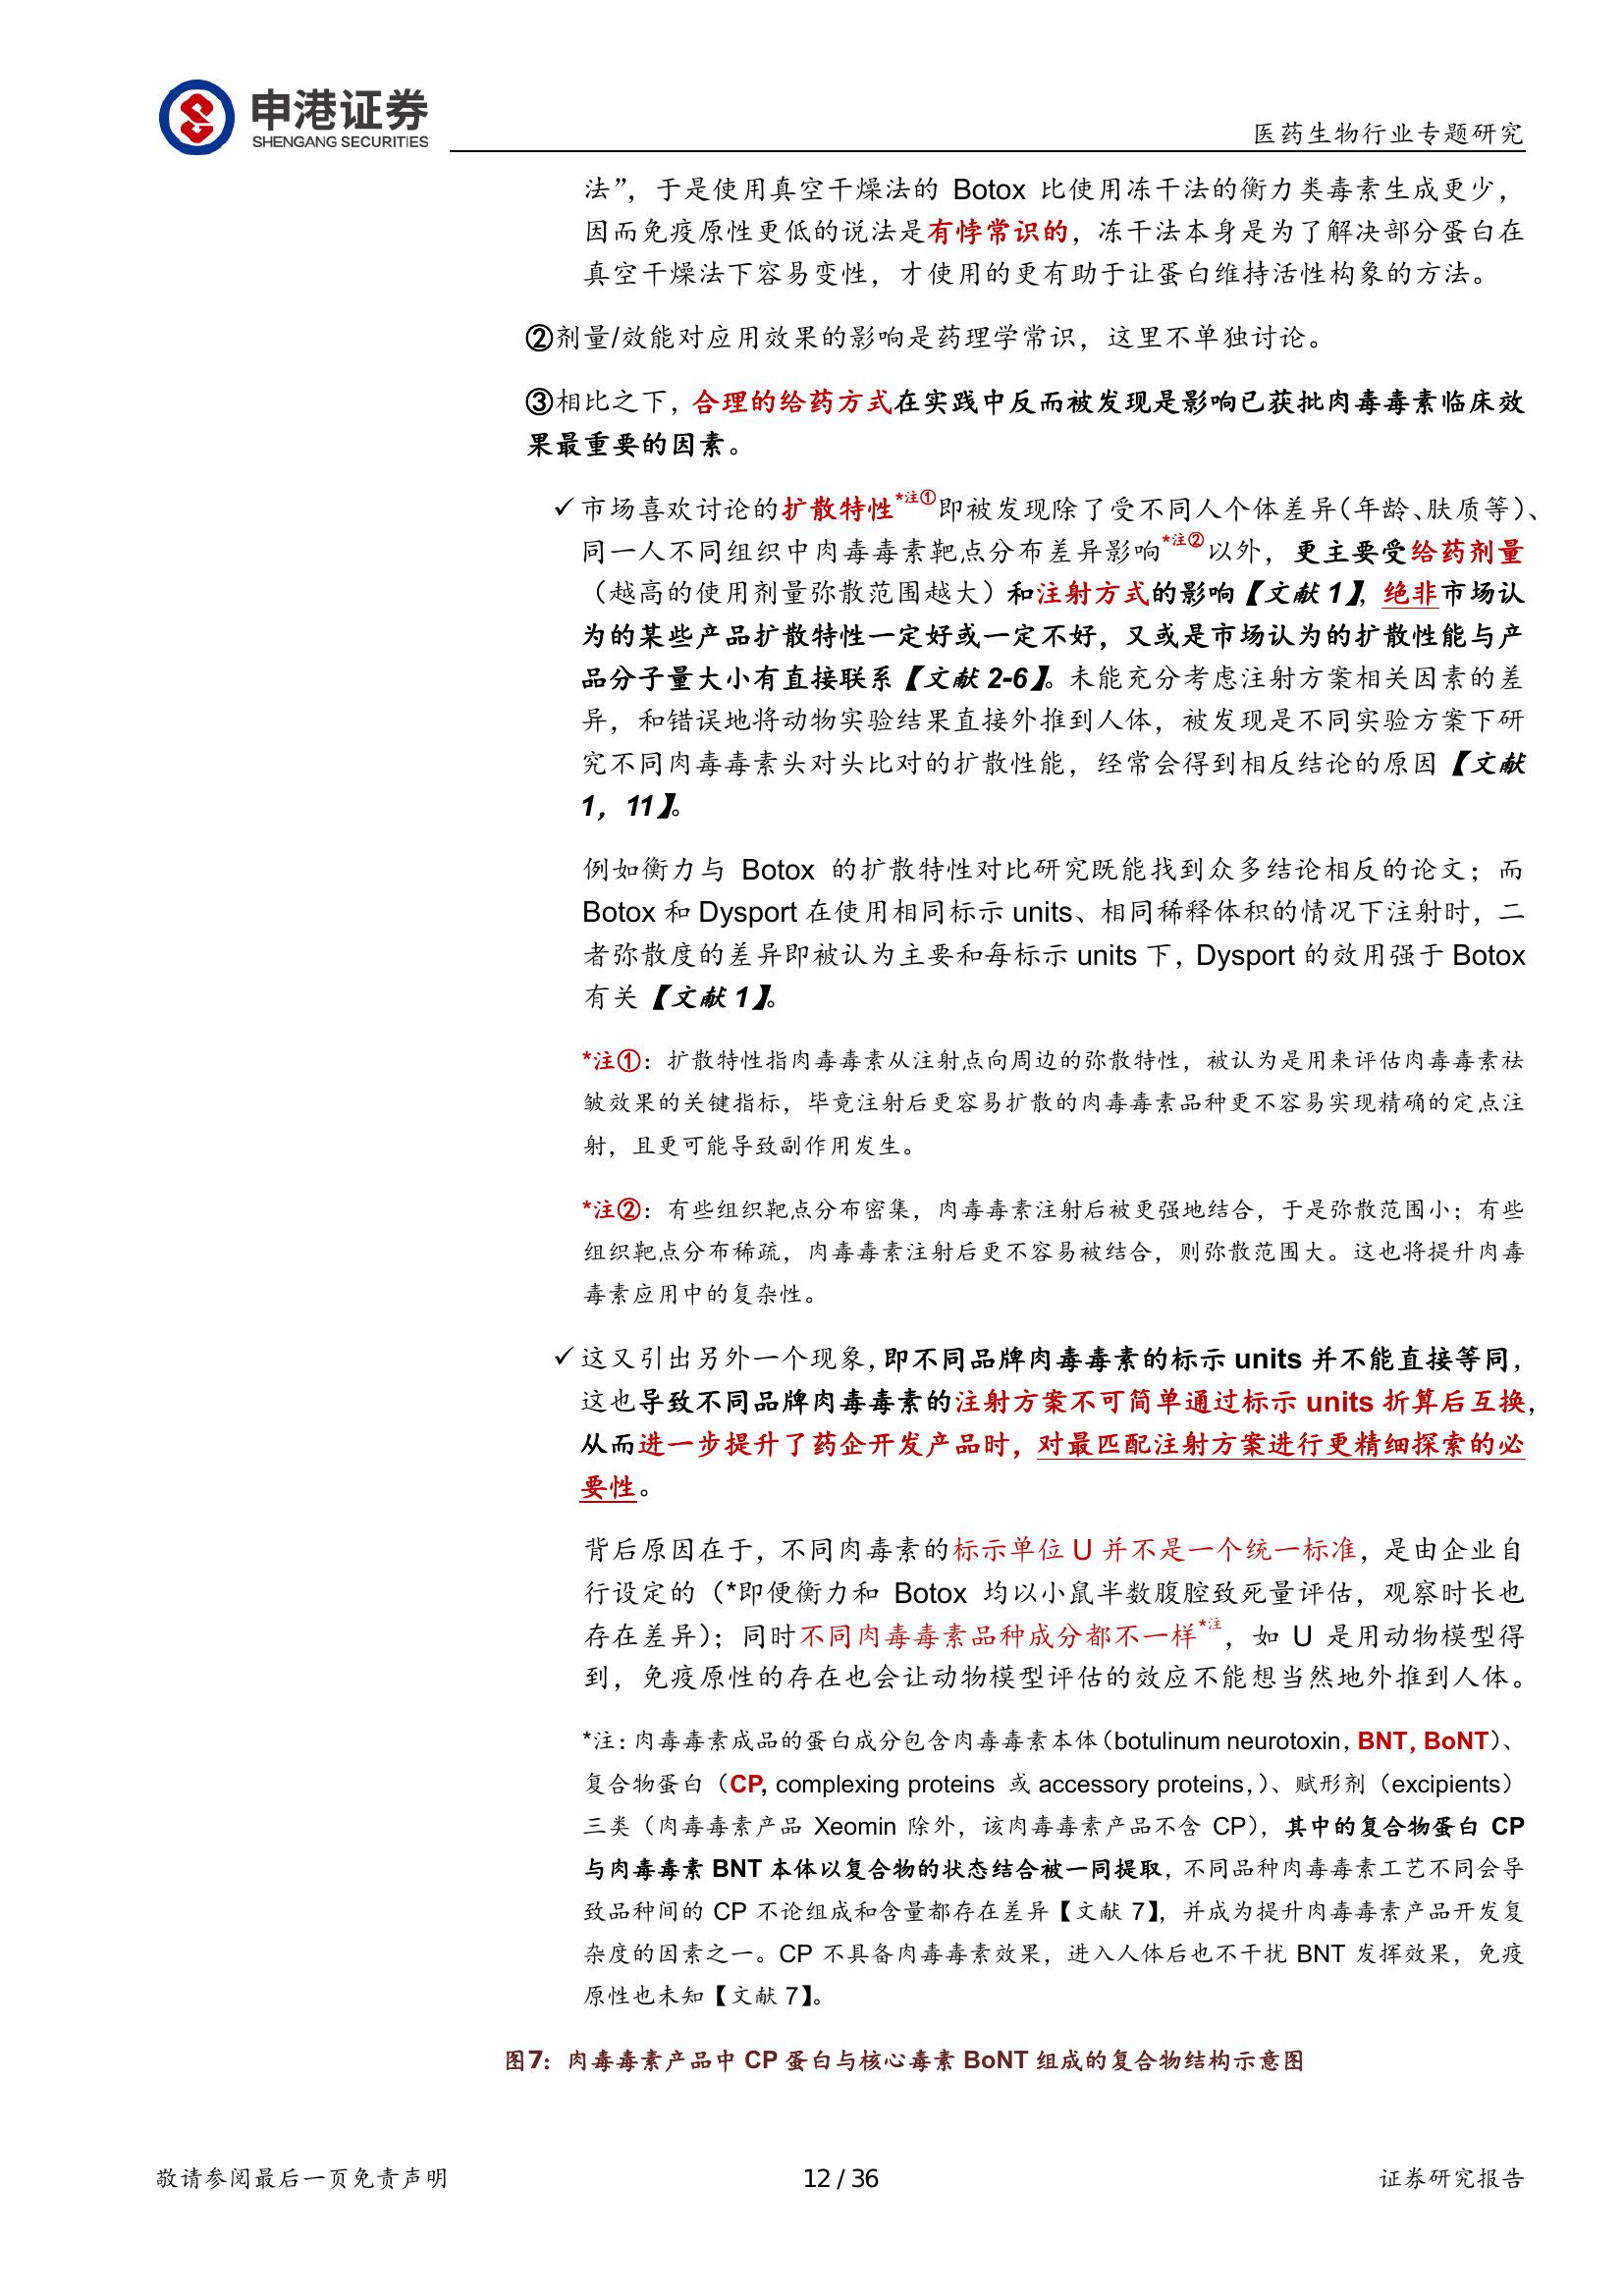 申港证券
SHENGANG SECURITIES
医药生物行业专题研究
法”，于是使用真空干燥法的 Botox 比使用冻干法的衡力类毒素生成更少，
因而免疫原性更低的说法是有悖常识的，冻干法本身是为了解决部分蛋白在
真空干燥法下容易变性，才使用的更有助于让蛋白维持活性构象的方法。
②剂量/效能对应用效果的影响是药理学常识，这里不单独讨论。
③相比之下，合理的给药方式在实践中反而被发现是影响已获批肉毒毒素临床效
果最重要的因素。
✓ 市场喜欢讨论的扩散特性*注①即被发现除了受不同人个体差异（年龄、肤质等）、
同一人不同组织中肉毒毒素靶点分布差异影响*注②以外，更主要受给药剂量
（越高的使用剂量弥散范围越大）和注射方式的影响【文献 1】，绝非市场认
为的某些产品扩散特性一定好或一定不好，又或是市场认为的扩散性能与产
品分子量大小有直接联系【文献 2-6】。未能充分考虑注射方案相关因素的差
异，和错误地将动物实验结果直接外推到人体，被发现是不同实验方案下研
究不同肉毒毒素头对头比对的扩散性能，经常会得到相反结论的原因【文献
1，11】。
例如衡力与 Botox 的扩散特性对比研究既能找到众多结论相反的论文；而
Botox 和 Dysport 在使用相同标示 units、相同稀释体积的情况下注射时，二
者弥散度的差异即被认为主要和每标示 units 下，Dysport 的效用强于 Botox
有关【文献 1】。
*注①：扩散特性指肉毒毒素从注射点向周边的弥散特性，被认为是用来评估肉毒毒素祛
皱效果的关键指标，毕竟注射后更容易扩散的肉毒毒素品种更不容易实现精确的定点注
射，且更可能导致副作用发生。
*注②：有些组织靶点分布密集，肉毒毒素注射后被更强地结合，于是弥散范围小；有些
组织靶点分布稀疏，肉毒毒素注射后更不容易被结合，则弥散范围大。这也将提升肉毒
毒素应用中的复杂性。
✓ 这又引出另外一个现象，即不同品牌肉毒毒素的标示 units 并不能直接等同，
这也导致不同品牌肉毒毒素的注射方案不可简单通过标示 units 折算后互换，
从而进一步提升了药企开发产品时，对最匹配注射方案进行更精细探索的必
要性。
背后原因在于，不同肉毒毒素的标示单位 U 并不是一个统一标准，是由企业自
行设定的（*即便衡力和 Botox 均以小鼠半数腹腔致死量评估，观察时长也
存在差异）；同时不同肉毒毒素品种成分都不一样*注，如 U 是用动物模型得
到，免疫原性的存在也会让动物模型评估的效应不能想当然地外推到人体。
*注：肉毒毒素成品的蛋白成分包含肉毒毒素本体（botulinum neurotoxin，BNT，BoNT）、
复合物蛋白（CP, complexing proteins 或 accessory proteins，）、赋形剂（excipients）
三类（肉毒毒素产品 Xeomin 除外，该肉毒毒素产品不含 CP），其中的复合物蛋白 CP
与肉毒毒素 BNT 本体以复合物的状态结合被一同提取，不同品种肉毒毒素工艺不同会导
致品种间的 CP 不论组成和含量都存在差异【文献 7】，并成为提升肉毒毒素产品开发复
杂度的因素之一。CP 不具备肉毒毒素效果，进入人体后也不干扰 BNT 发挥效果，免疫
原性也未知【文献 7】。
图7：肉毒毒素产品中 CP 蛋白与核心毒素 BoNT 组成的复合物结构示意图
敬请参阅最后一页免责声明
12 / 36
证券研究报告